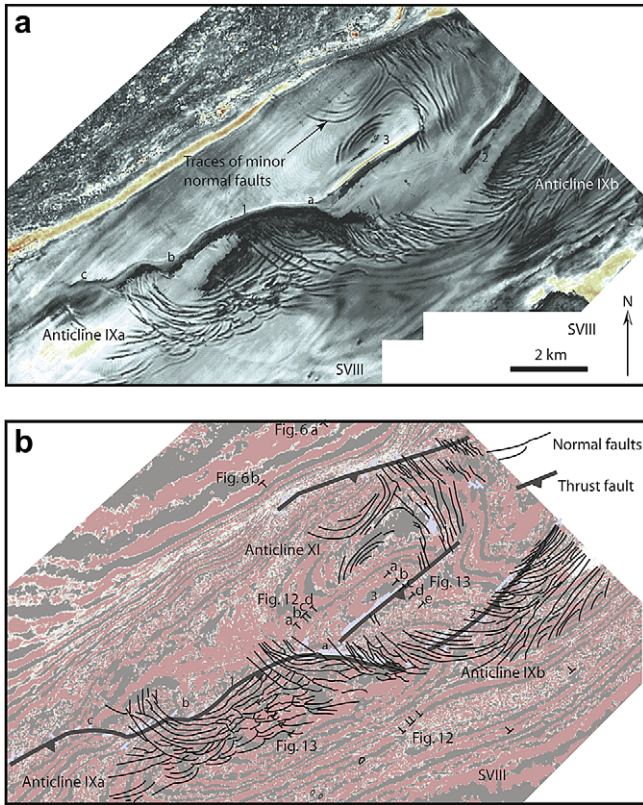 a
Traces of minor
normal faults
3
2
a
1
b
c
Anticline IXb
Anticline IXa
SVIII
SVIII
N
2 km
b
Fig. 6 a
Fig. 6 b
Normal faults
Thrust fault
Anticline XI
a
b
d
e
Fig. 13
3
Fig. 12 d
b
a
a
1
b
c
Anticline IXb
Fig. 13
Fig. 12
Anticline IXa
SVIII